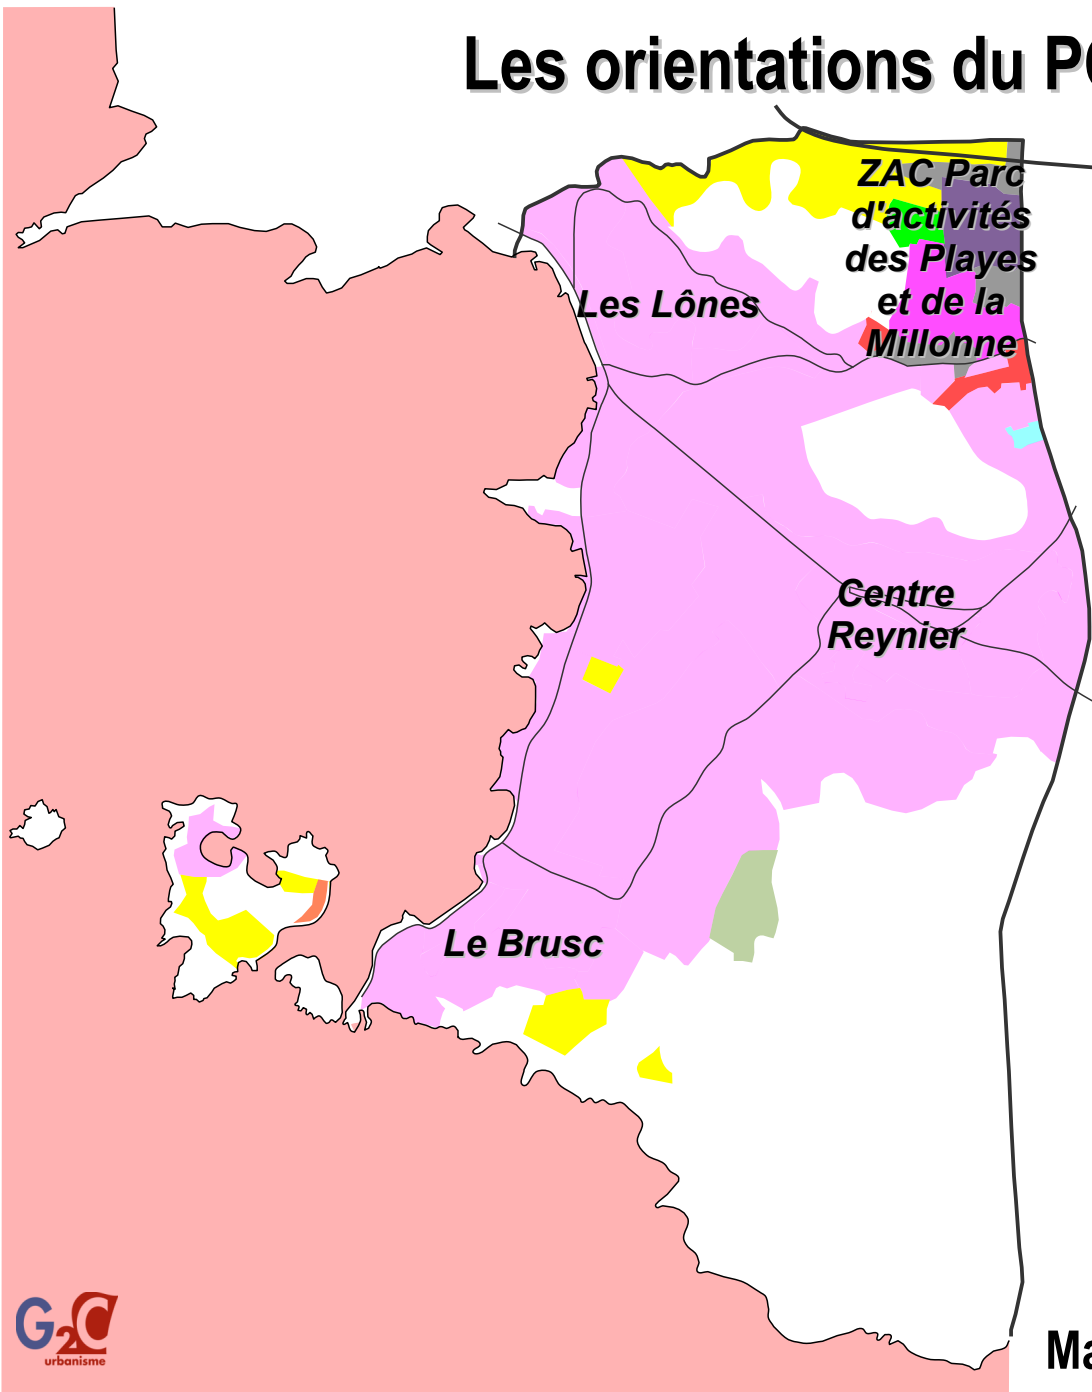 Les orientations du
ZAC Parc
d'activités
des Playes
et de la
Millonne
Les Lônes
Centre
Reynier
Le Brusc
G2C
urbanisme